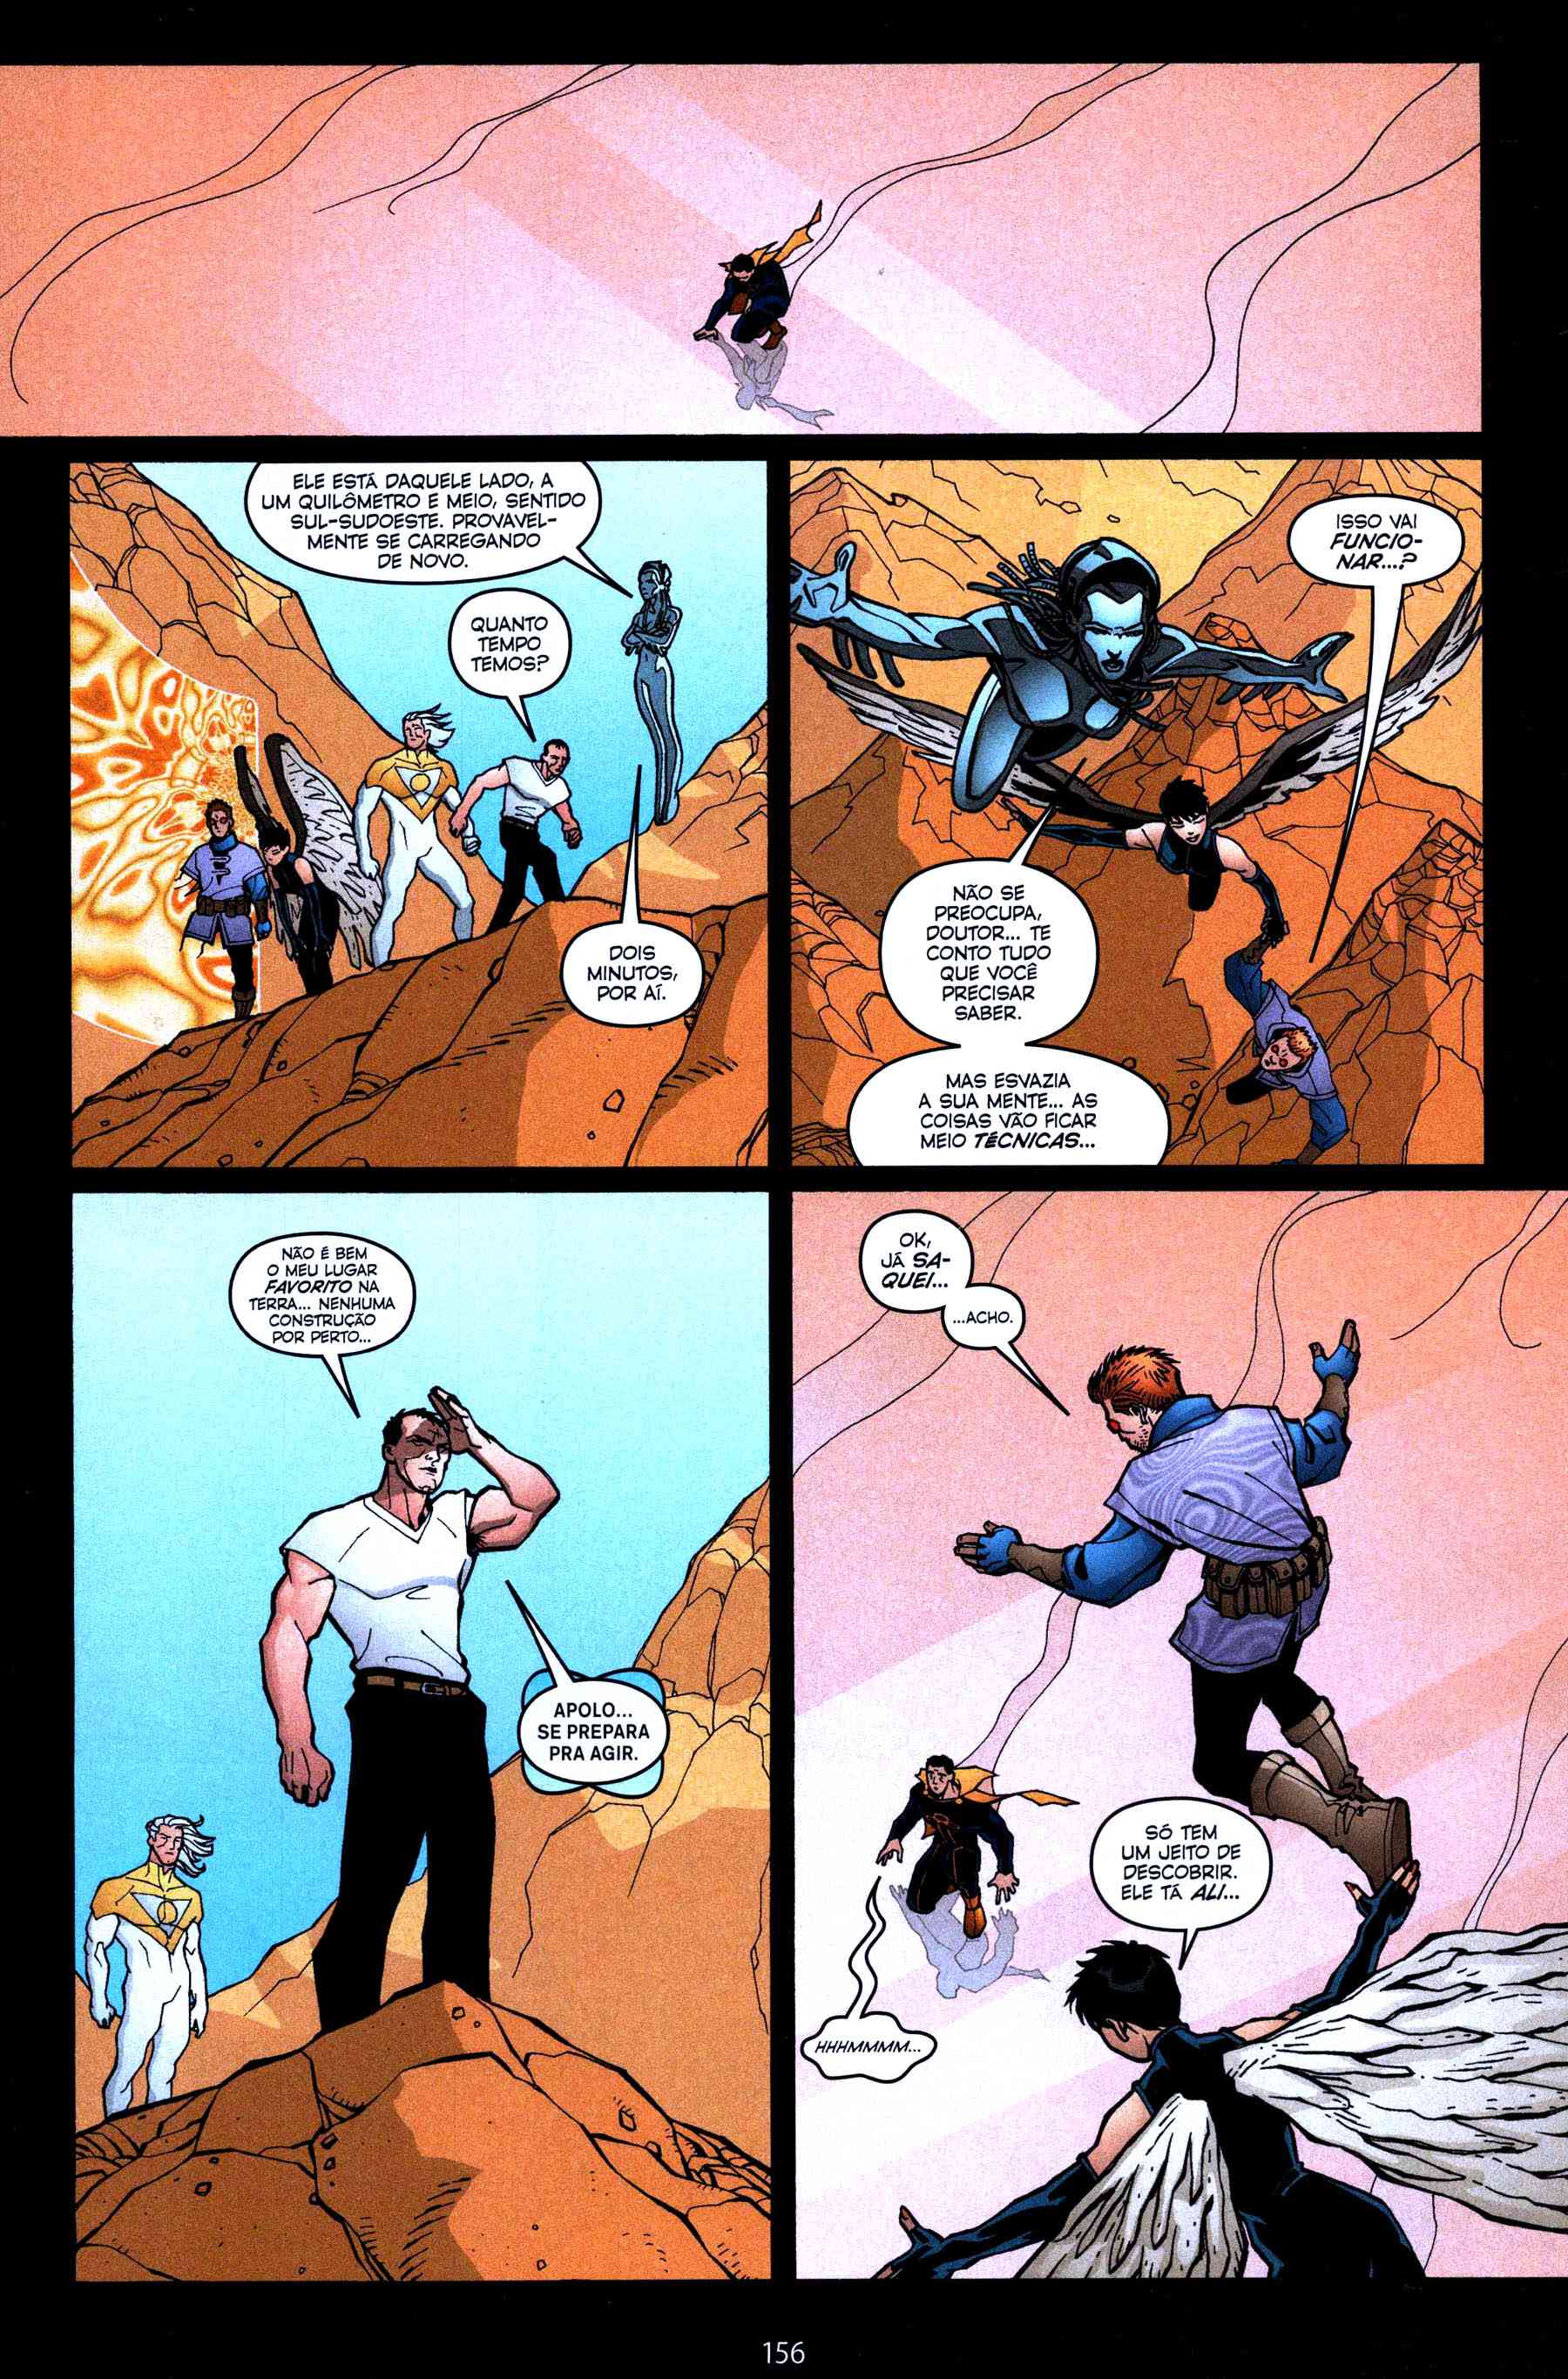 ELE ESTÁ DAQUELE LADO, A
UM QUILÔMETRO E MEIO, SENTIDO
SUL-SUDOESTE. PROVAVEL-
MENTE SE CARREGANDO
DE NOVO.
QUANTO
TEMPO
TEMOS?
DOIS
MINUTOS,
POR AÍ.
ISSO VAI
FUNCIO-
NAR...?
NÃO SE
PREOCUPA,
DOUTOR... TE
CONTO TUDO
QUE VOCÊ
PRECISAR
SABER.
MAS ESVAZIA
A SUA MENTE... AS
COISAS VÃO FICAR
MEIO TÉCNICAS...
NÃO É BEM
O MEU LUGAR
FAVORITO NA
TERRA... NENHUMA
CONSTRUÇÃO
POR PERTO...
APOLO...
SE PREPARA
PRA AGIR.
OK,
JÁ SA-
QUEI...
...ACHO.
SÓ TEM
UM JEITO DE
DESCOBRIR.
ELE TÁ ALI...
HHHMMMM...
156